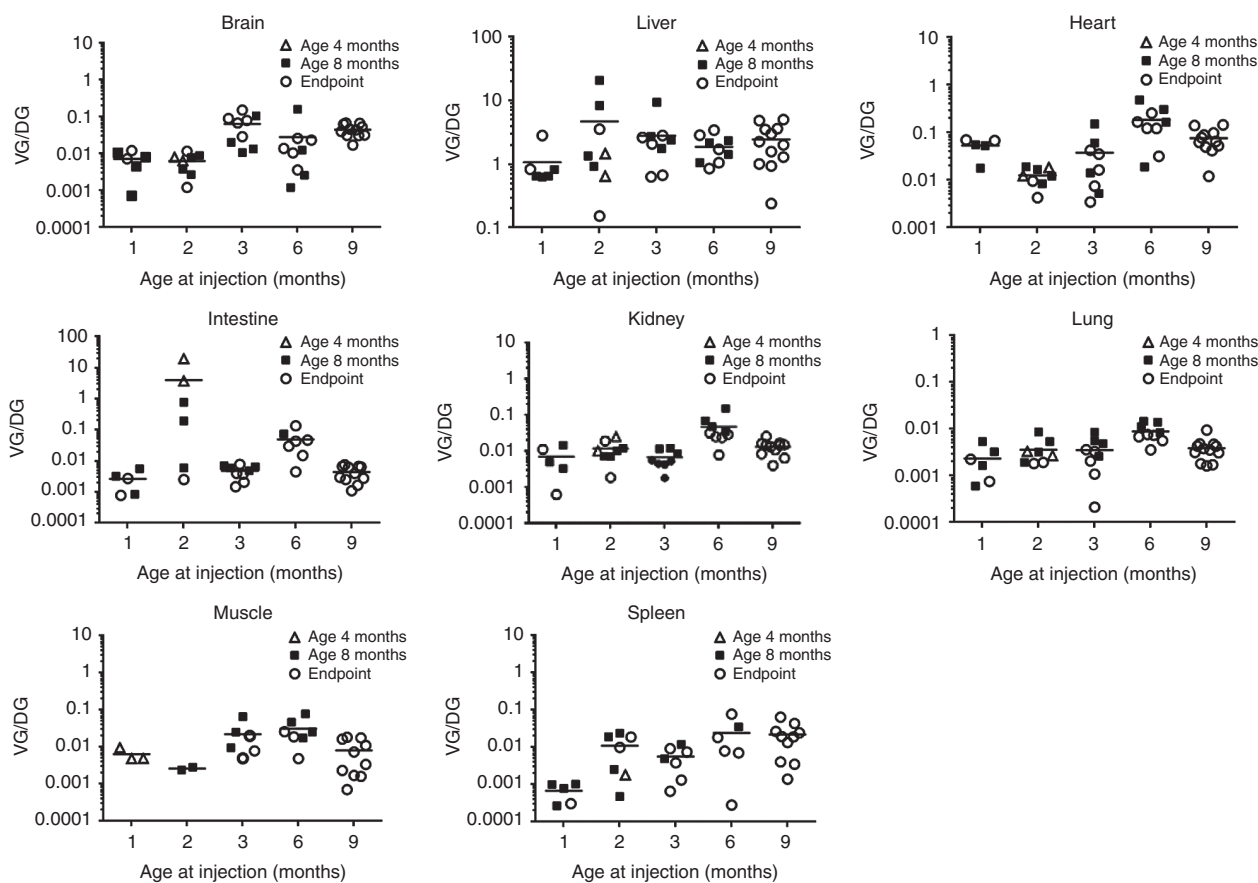 Brain
10
1
0.1
0.01
0.001
0.0001
VG/DG
Age 4 months
Age 8 months
Endpoint
1 2 3 6 9
Age at injection (months)
Liver
100
10
1
0.1
VG/DG
Age 4 months
Age 8 months
Endpoint
1 2 3 6 9
Age at injection (months)
Heart
10
1
0.1
0.01
0.001
VG/DG
Age 4 months
Age 8 months
Endpoint
1 2 3 6 9
Age at injection (months)
Intestine
100
10
1
0.1
0.01
0.001
0.0001
VG/DG
Age 4 months
Age 8 months
Endpoint
1 2 3 6 9
Age at injection (months)
Kidney
10
1
0.1
0.01
0.001
0.0001
VG/DG
Age 4 months
Age 8 months
Endpoint
1 2 3 6 9
Age at injection (months)
Lung
1
0.1
0.01
0.001
0.0001
VG/DG
Age 4 months
Age 8 months
Endpoint
1 2 3 6 9
Age at injection (months)
Muscle
10
1
0.1
0.01
0.001
0.0001
VG/DG
Age 4 months
Age 8 months
Endpoint
1 2 3 6 9
Age at injection (months)
Spleen
10
1
0.1
0.01
0.001
0.0001
VG/DG
Age 4 months
Age 8 months
Endpoint
1 2 3 6 9
Age at injection (months)